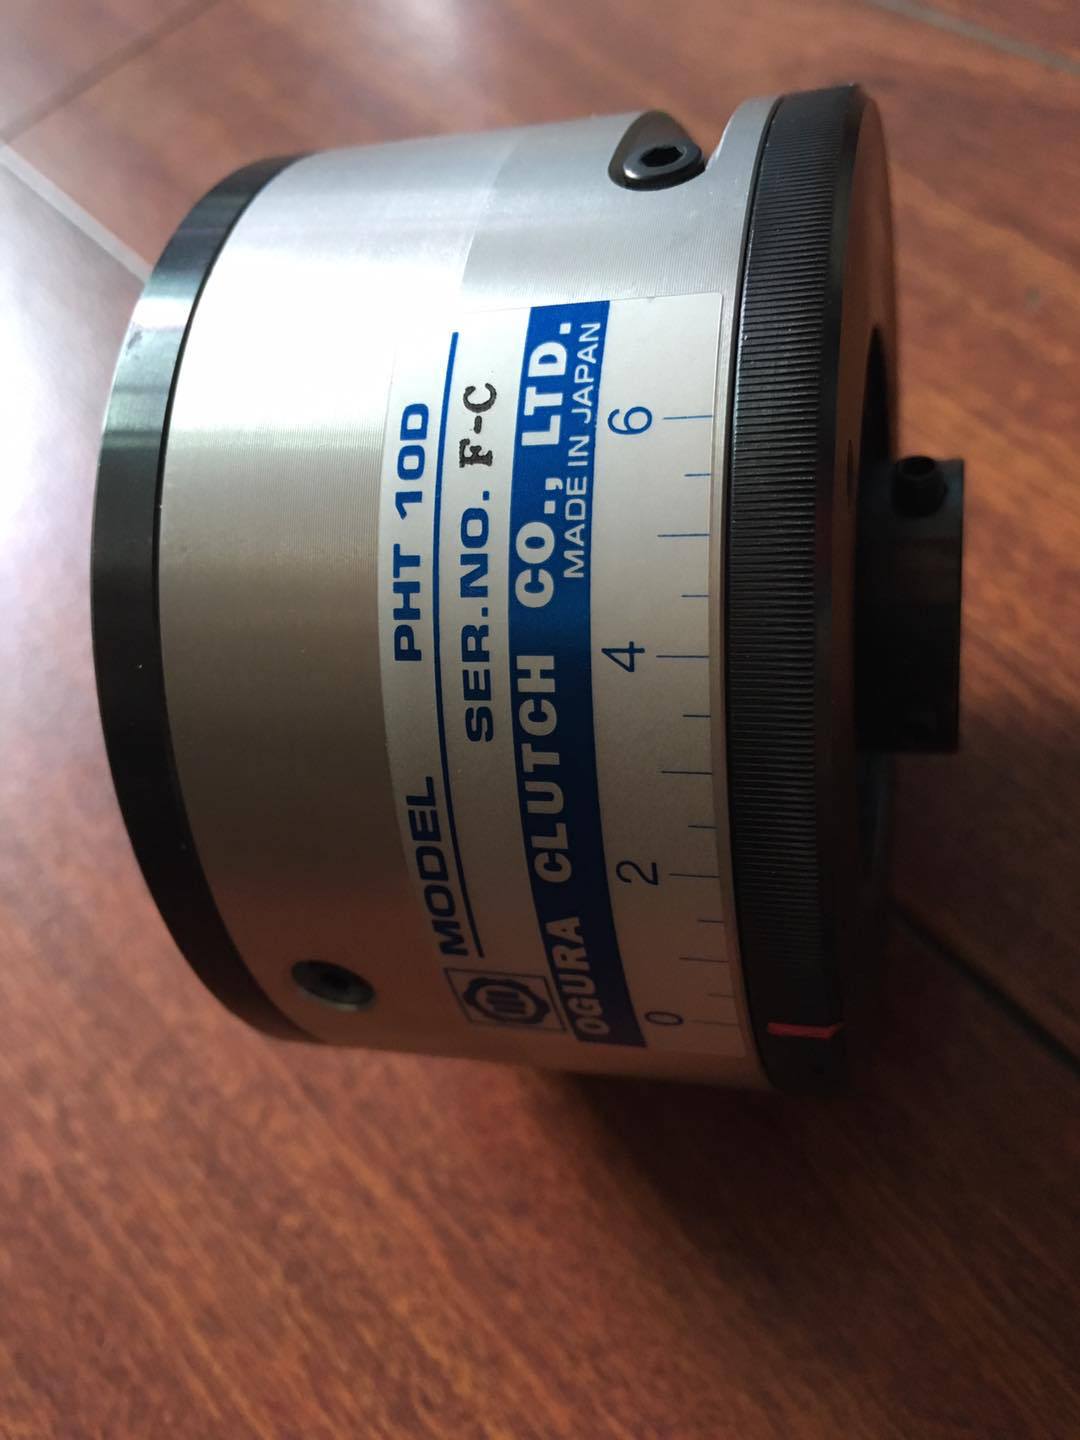 MODEL PHT 10D
SER.NO. F-C
OGURA CLUTCH CO., LTD.
MADE IN JAPAN
0 2 4 6